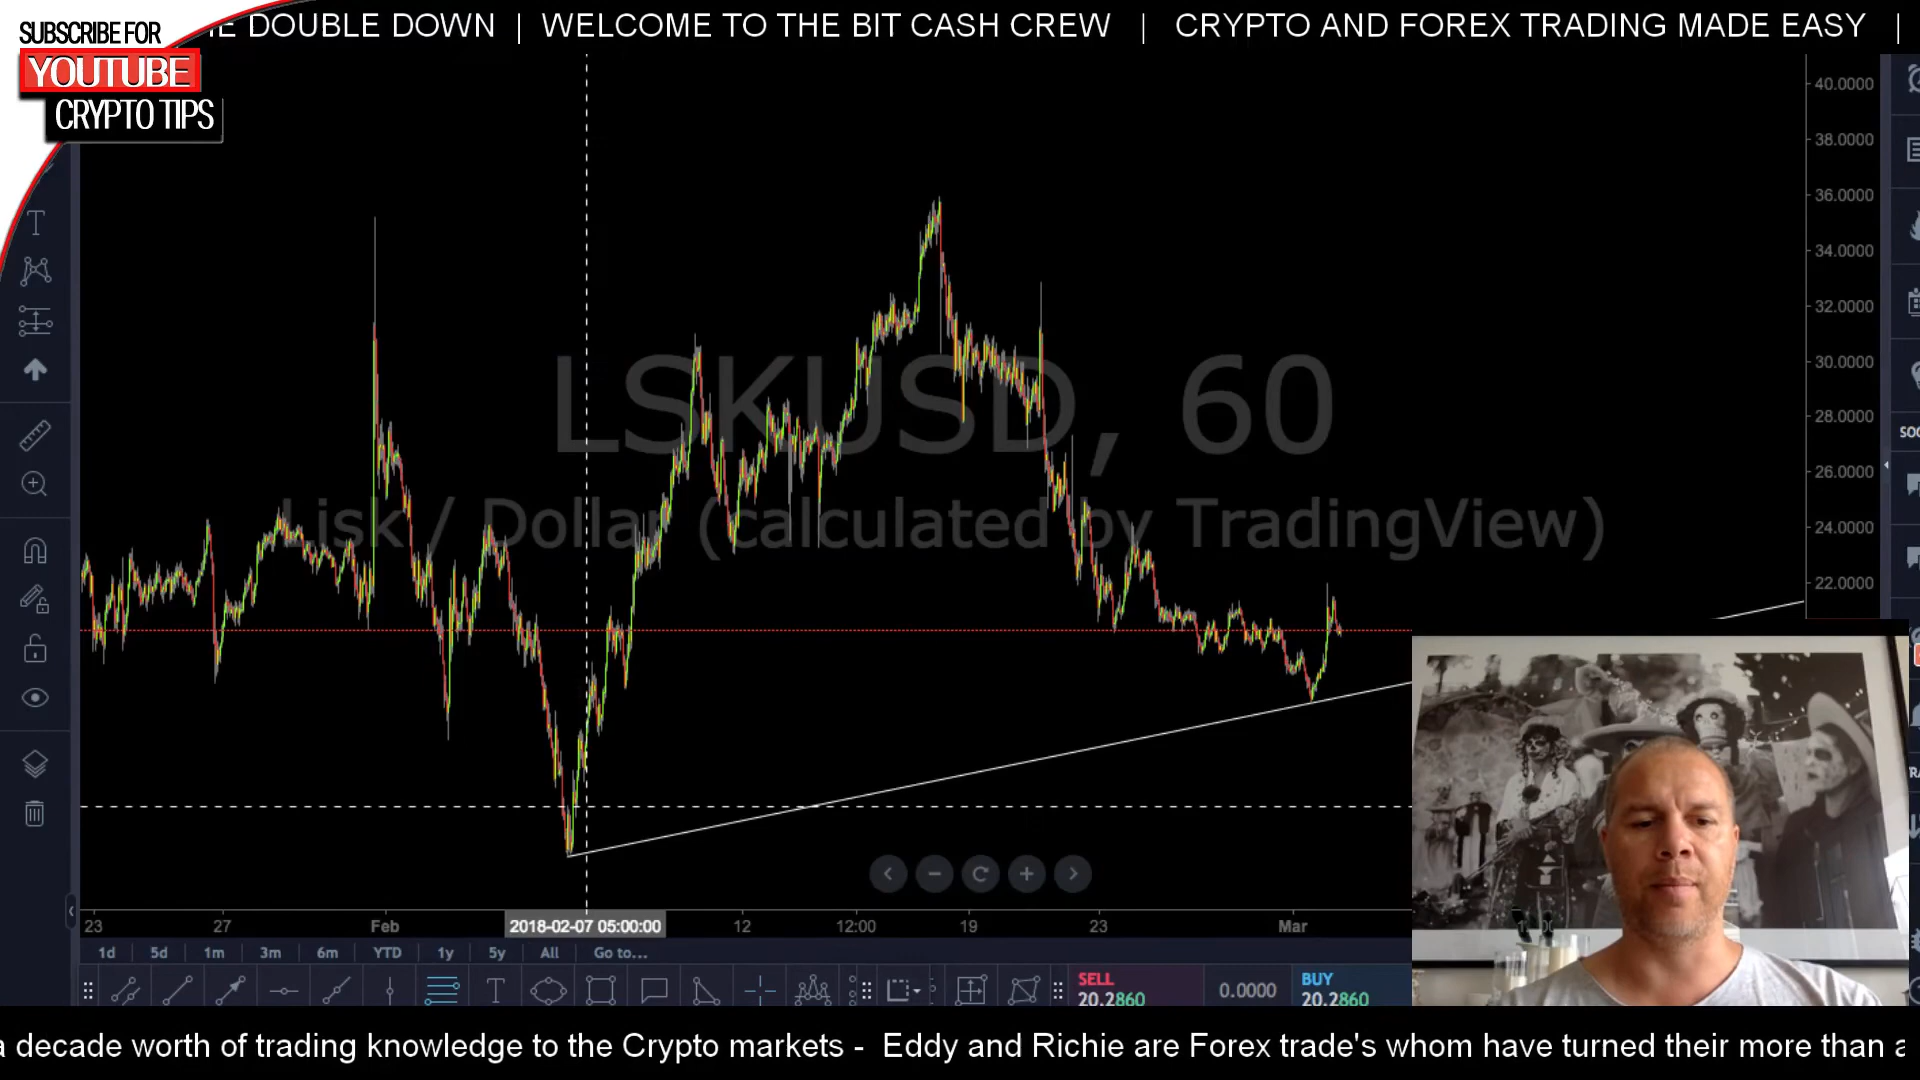 E DOUBLE DOWN | WELCOME TO THE BIT CASH CREW | CRYPTO AND FOREX TRADING MADE EASY |
SUBSCRIBE FOR
YOUTUBE
CRYPTO TIPS
LSKUSD, 60
Lisk / Dollar (calculated by TradingView)
40.0000
38.0000
36.0000
34.0000
32.0000
30.0000
28.0000
26.0000
24.0000
22.0000
23 27 Feb 2018-02-07 05:00:00 12 12:00 19 23 Mar
1d 5d 1m 3m 6m YTD 1y 5y All Go to...
SELL
20.2860
0.0000
BUY
20.2860
a decade worth of trading knowledge to the Crypto markets - Eddy and Richie are Forex trade's whom have turned their more than a